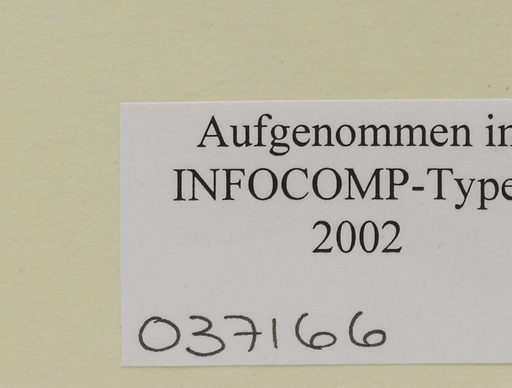 Aufgenommen in
INFOCOMP-Type
2002
037166